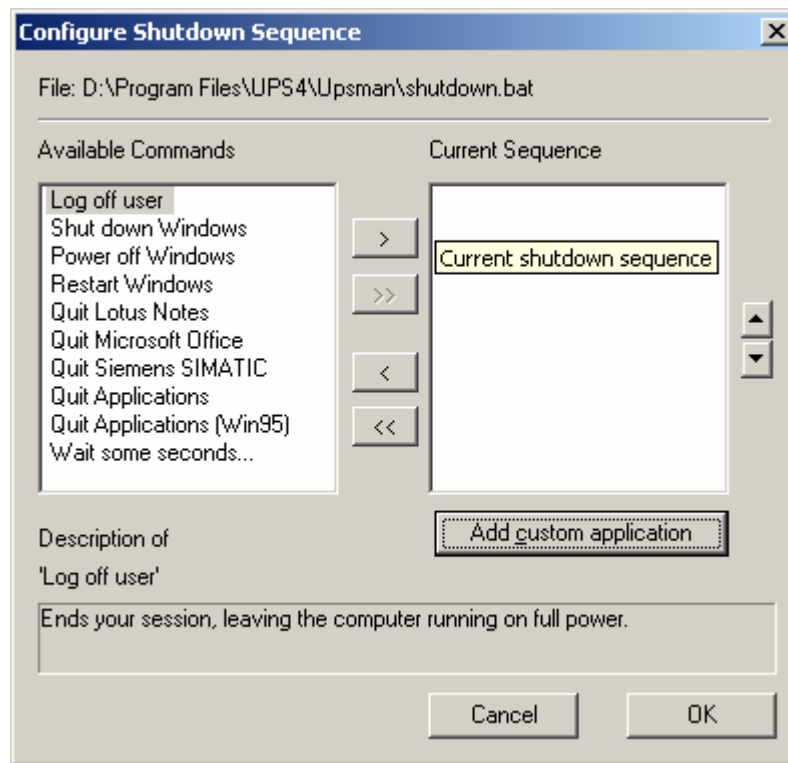 Configure Shutdown Sequence
File: D:\Program Files\UPS4\Upsman\shutdown.bat
Available Commands
Current Sequence
Log off user
Shut down Windows
Power off Windows
Restart Windows
Quit Lotus Notes
Quit Microsoft Office
Quit Siemens SIMATIC
Quit Applications
Quit Applications (Win95)
Wait some seconds...
>
>>
<
<<
Current shutdown sequence
Add custom application
Description of
'Log off user'
Ends your session, leaving the computer running on full power.
Cancel
OK